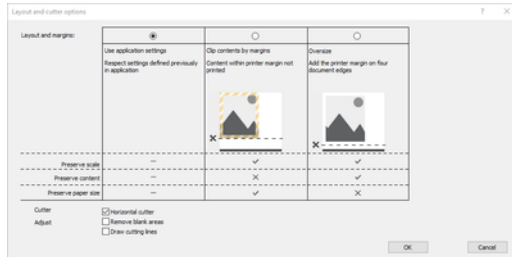 Layout and cutter options
? ×
Layout and margins:
Use application settings
Respect settings defined previously
in application
Clip contents by margins
Content within printer margin not
printed
Oversize
Add the printer margin on four
document edges
Preserve scale — ✓ ✓
Preserve content — ✕ ✓
Preserve paper size — ✓ ✕
Cutter
Horizontal cutter
Adjust
Remove blank areas
Draw cutting lines
OK
Cancel